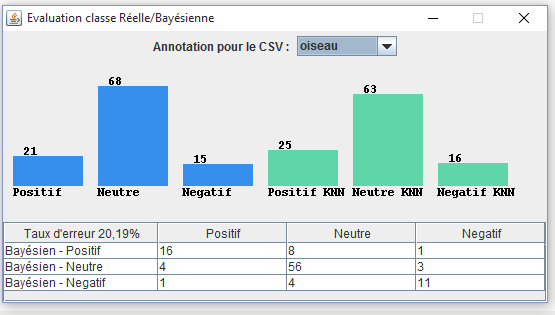 Evaluation classe Réelle/Bayésienne
Annotation pour le CSV : oiseau
21 68 15 25 63 16
Positif Neutre Negatif Positif KNN Neutre KNN Negatif KNN
Taux d'erreur 20,19% Positif Neutre Negatif
Bayésien - Positif 16 8 1
Bayésien - Neutre 4 56 3
Bayésien - Negatif 1 4 11